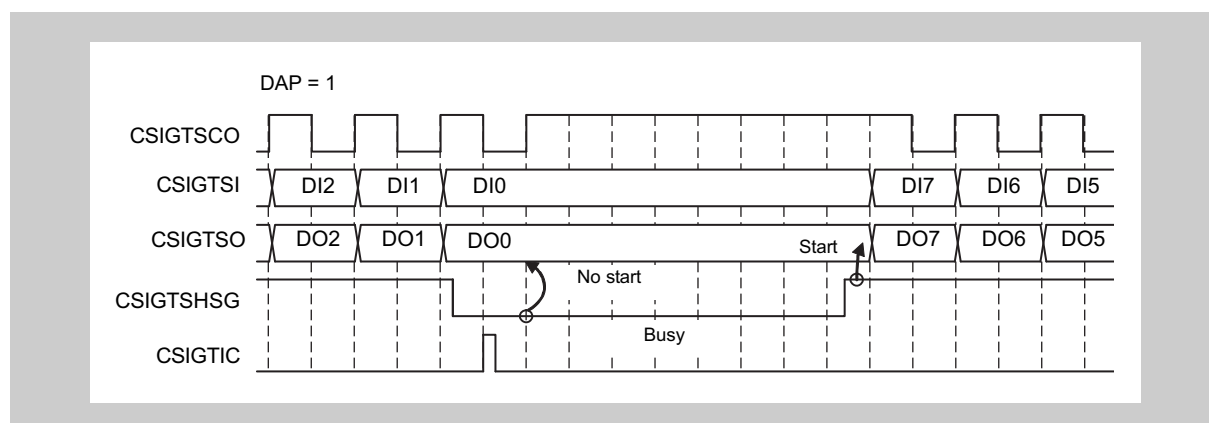 DAP = 1
CSIGTSCO
CSIGTSI DI2 DI1 DI0 DI7 DI6 DI5
CSIGTSO DO2 DO1 DO0 Start DO7 DO6 DO5
No start
CSIGTSHSG
Busy
CSIGTIC